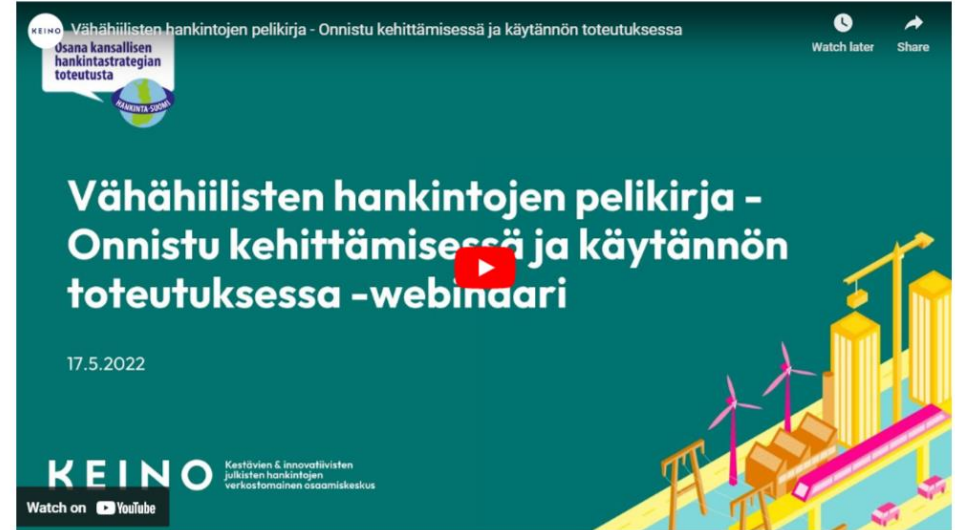 KEINO
Vähähiilisten hankintojen pelikirja - Onnistu kehittämisessä ja käytännön toteutuksessa
Watch later
Share
Osana kansallisen
hankintastrategian
toteutusta
HANKINTA-SUOMI
Vähähiilisten hankintojen pelikirja -
Onnistu kehittämisessä ja käytännön
toteutuksessa -webinaari
17.5.2022
KEINO
Kestävien & innovatiivisten
julkisten hankintojen
verkostomainen osaamiskeskus
Watch on YouTube